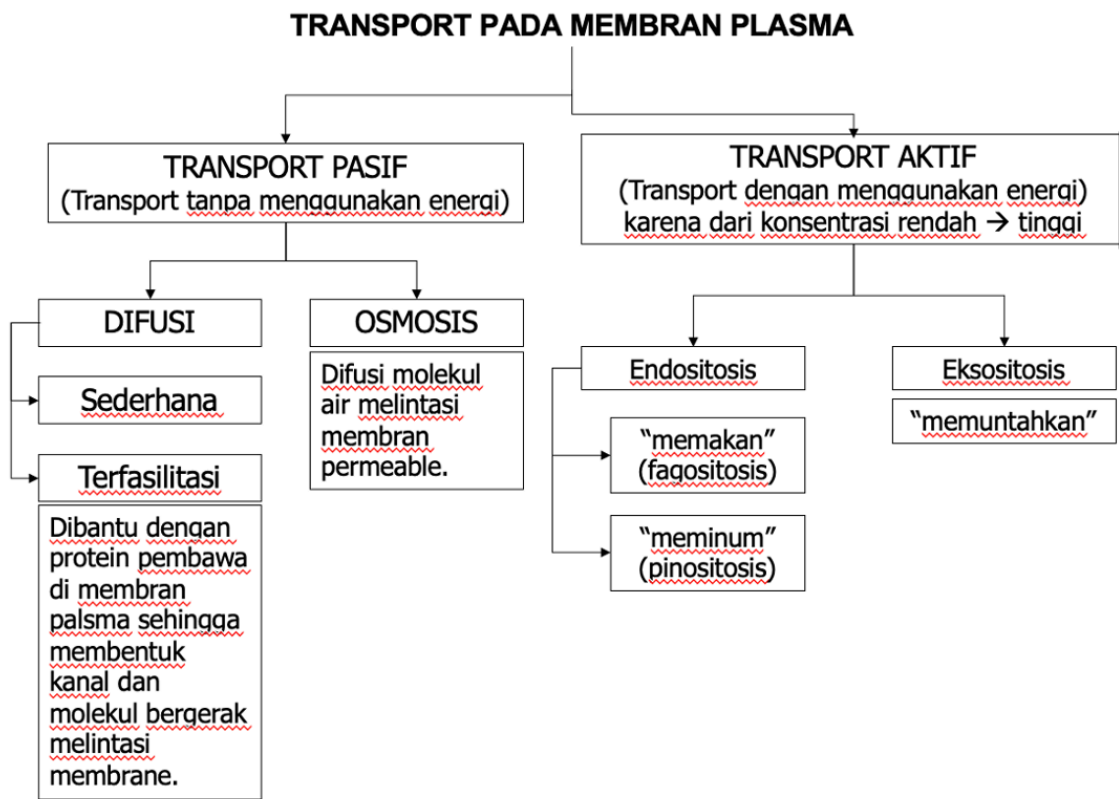 TRANSPORT PADA MEMBRAN PLASMA
TRANSPORT PASIF
(Transport tanpa menggunakan energi)
TRANSPORT AKTIF
(Transport dengan menggunakan energi)
karena dari konsentrasi rendah → tinggi
DIFUSI
Sederhana
Terfasilitasi
Dibantu dengan
protein pembawa
di membran
palsma sehingga
membentuk
kanal dan
molekul bergerak
melintasi
membrane.
OSMOSIS
Difusi molekul
air melintasi
membran
permeable.
Endositosis
“memakan”
(fagositosis)
“meminum”
(pinositosis)
Eksositosis
“memuntahkan”